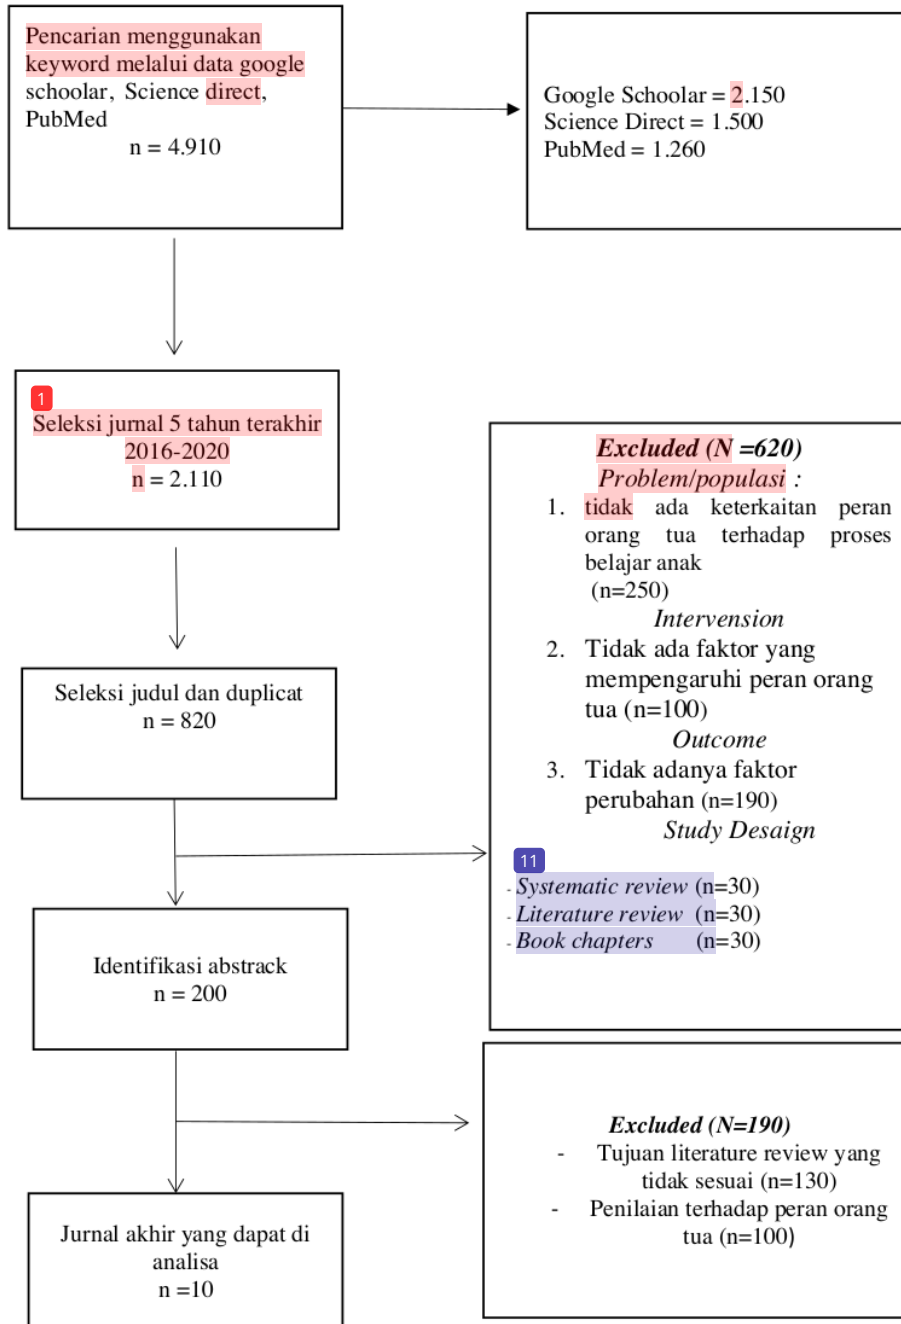 Pencarian menggunakan
keyword melalui data google
schoolar, Science direct,
PubMed
n = 4.910
Google Schoolar = 2.150
Science Direct = 1.500
PubMed = 1.260
1
Seleksi jurnal 5 tahun terakhir
2016-2020
n = 2.110
Seleksi judul dan duplicat
n = 820
Excluded (N =620)
Problem/populasi :
1. tidak ada keterkaitan peran
orang tua terhadap proses
belajar anak
(n=250)
Intervension
2. Tidak ada faktor yang
mempengaruhi peran orang
tua (n=100)
Outcome
3. Tidak adanya faktor
perubahan (n=190)
Study Desaign
11
- Systematic review (n=30)
- Literature review (n=30)
- Book chapters (n=30)
Identifikasi abstrack
n = 200
Excluded (N=190)
- Tujuan literature review yang
tidak sesuai (n=130)
- Penilaian terhadap peran orang
tua (n=100)
Jurnal akhir yang dapat di
analisa
n =10